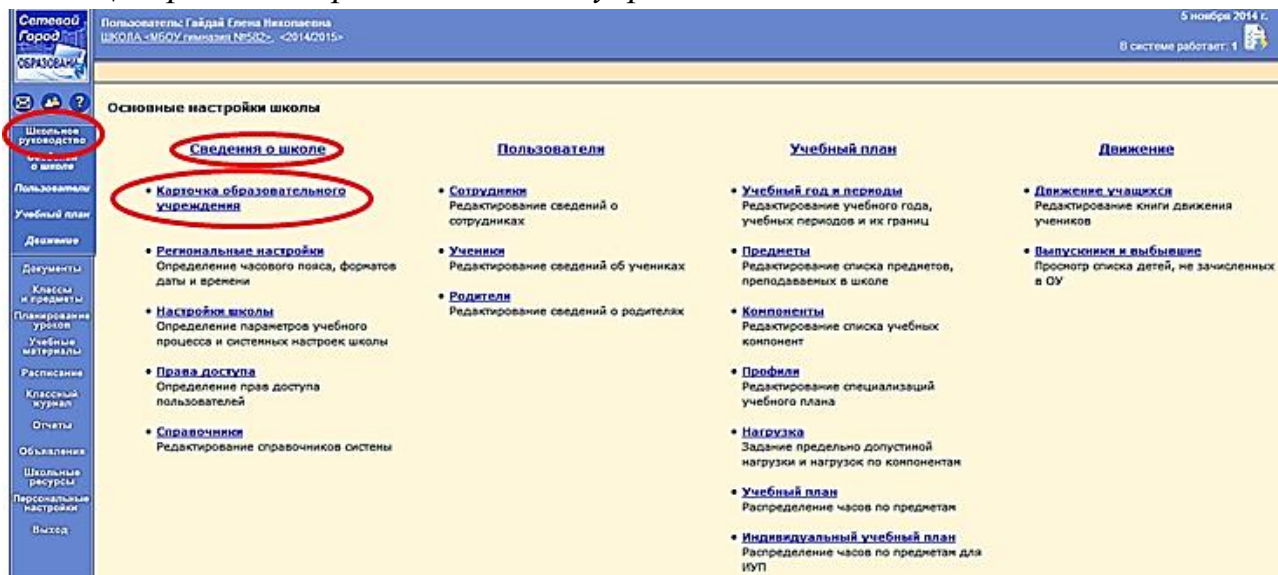 Сетевой
Город
ОБРАЗОВАНИЯ
Пользователь: Гайдай Елена Николаевна
ШКОЛА <МБОУ гимназия №582>, <2014/2015>
5 ноября 2014 г.
В системе работает: 1
Школьное
руководство
о школе
Пользователи
Учебный план
Движение
Документы
Классы
и предметы
Планирование
уроков
Учебные
материалы
Расписание
Классный
журнал
Отчеты
Объявления
Школьные
ресурсы
Персональные
настройки
Выход
Основные настройки школы
Сведения о школе
• Карточка образовательного
учреждения
• Региональные настройки
Определение часового пояса, форматов
даты и времени
• Настройки школы
Определение параметров учебного
процесса и системных настроек школы
• Права доступа
Определение прав доступа
пользователей
• Справочники
Редактирование справочников системы
Пользователи
• Сотрудники
Редактирование сведений о
сотрудниках
• Ученики
Редактирование сведений об учениках
• Родители
Редактирование сведений о родителях
Учебный план
• Учебный год и периоды
Редактирование учебного года,
учебных периодов и их границ
• Предметы
Редактирование списка предметов,
преподаваемых в школе
• Компоненты
Редактирование списка учебных
компонент
• Профили
Редактирование специализаций
учебного плана
• Нагрузка
Задание предельно допустимой
нагрузки и нагрузок по компонентам
• Учебный план
Распределение часов по предметам
• Индивидуальный учебный план
Распределение часов по предметам для
ИУП
Движение
• Движение учащихся
Редактирование книги движения
учеников
• Выпускники и выбывшие
Просмотр списка детей, не зачисленных
в ОУ